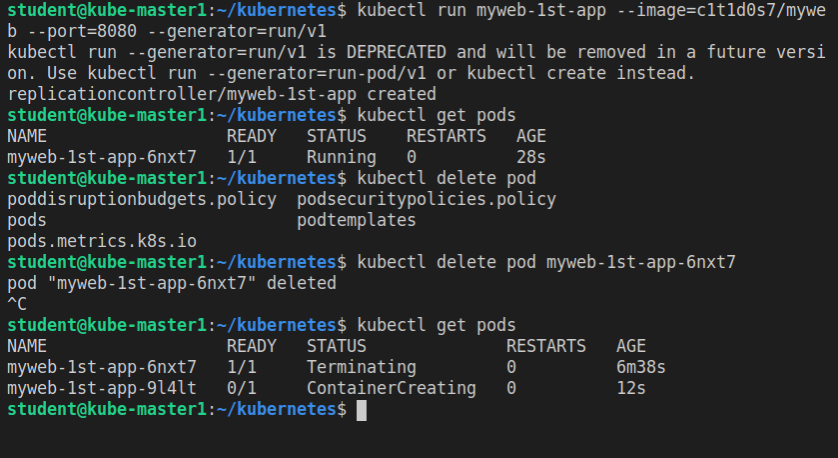 student@kube-master1:~/kubernetes$ kubectl run myweb-1st-app --image=c1t1d0s7/mywe
b --port=8080 --generator=run/v1
kubectl run --generator=run/v1 is DEPRECATED and will be removed in a future versi
on. Use kubectl run --generator=run-pod/v1 or kubectl create instead.
replicationcontroller/myweb-1st-app created
student@kube-master1:~/kubernetes$ kubectl get pods
NAME                  READY   STATUS    RESTARTS   AGE
myweb-1st-app-6nxt7   1/1     Running   0          28s
student@kube-master1:~/kubernetes$ kubectl delete pod
poddisruptionbudgets.policy  podsecuritypolicies.policy
pods                         podtemplates
pods.metrics.k8s.io
student@kube-master1:~/kubernetes$ kubectl delete pod myweb-1st-app-6nxt7
pod "myweb-1st-app-6nxt7" deleted
^C
student@kube-master1:~/kubernetes$ kubectl get pods
NAME                  READY   STATUS              RESTARTS   AGE
myweb-1st-app-6nxt7   1/1     Terminating         0          6m38s
myweb-1st-app-9l4lt   0/1     ContainerCreating   0          12s
student@kube-master1:~/kubernetes$